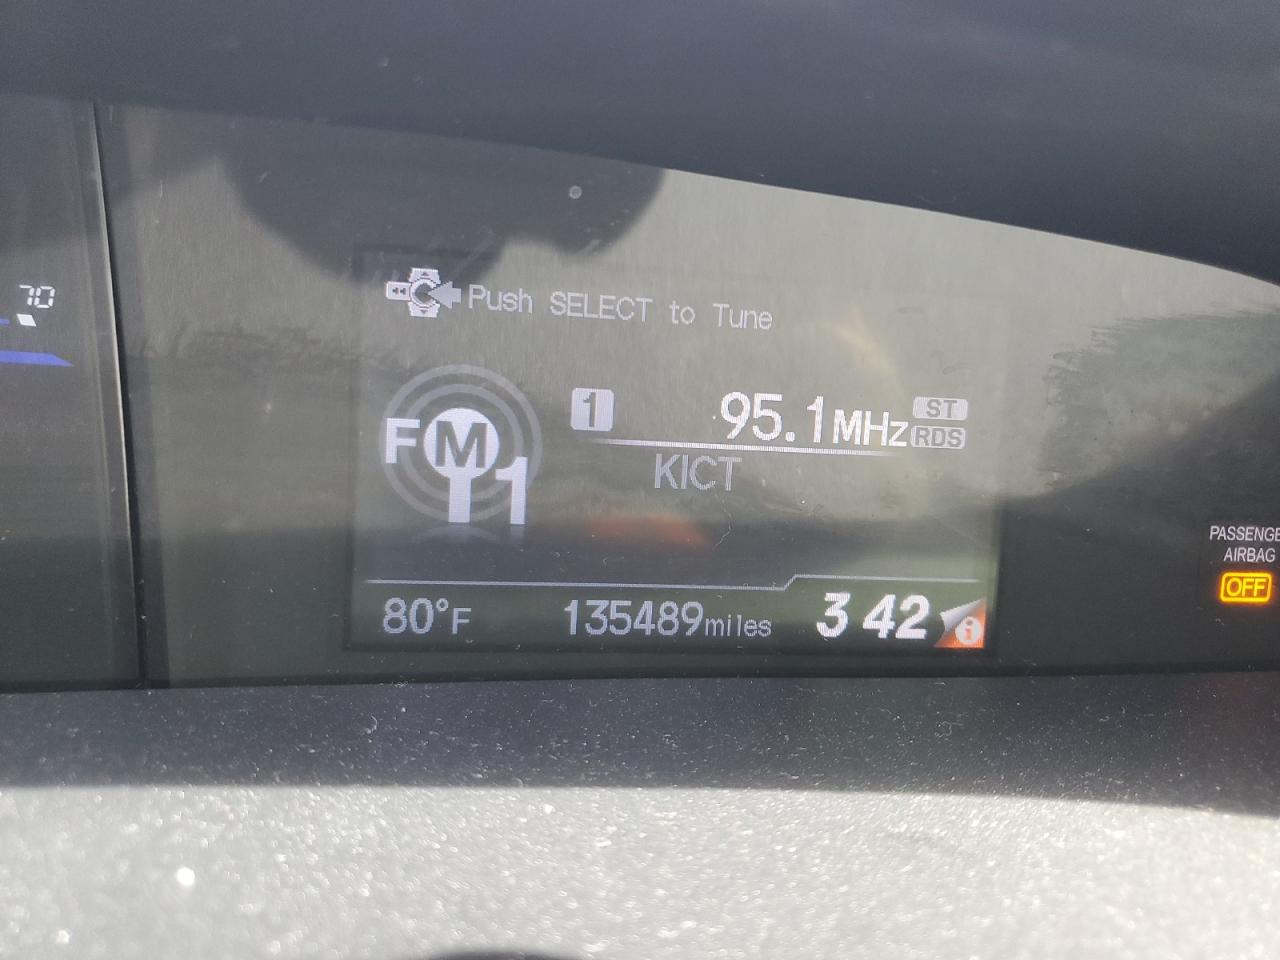 70
Push SELECT to Tune
FM1
1 95.1MHz ST
RDS
KICT
PASSENGE
AIRBAG
OFF
80°F 135489miles 3 42 i